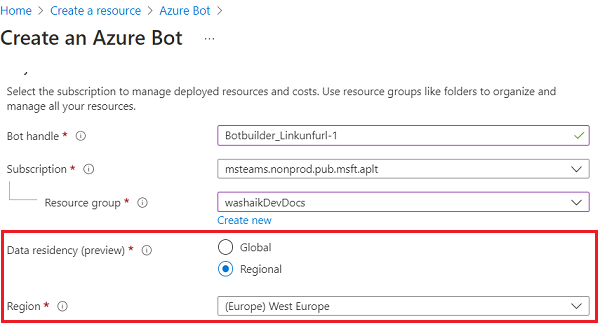 Home > Create a resource > Azure Bot >
Create an Azure Bot ...
Select the subscription to manage deployed resources and costs. Use resource groups like folders to organize and
manage all your resources.
Bot handle * Botbuilder_Linkunfurl-1
Subscription * msteams.nonprod.pub.msft.aplt
Resource group * washaikDevDocs
Create new
Data residency (preview) * Global
Regional
Region * (Europe) West Europe